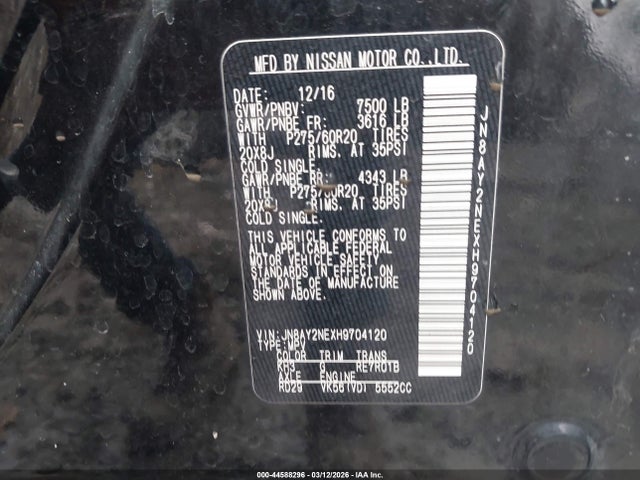 MFD BY NISSAN MOTOR CO.,LTD.
DATE: 12/16
GVWR/PNBV: 7500 LB
GAWR/PNBE FR: 3616 LB
WITH P275/60R20 TIRES
20X8J RIMS, AT 35PSI
COLD SINGLE.
GAWR/PNBE RR: 4343 LB
WITH P275/60R20 TIRES
20X8J RIMS, AT 35PSI
COLD SINGLE.
THIS VEHICLE CONFORMS TO
ALL APPLICABLE FEDERAL
MOTOR VEHICLE SAFETY
STANDARDS IN EFFECT ON
THE DATE OF MANUFACTURE
SHOWN ABOVE.
VIN: JN8AY2NEXH9704120
TYPE:MPV
COLOR TRIM TRANS
KH3 G RE7R01B
AXLE ENGINE
RD29 VK56(VD) 5552CC
JN8AY2NEXH9704120
000-44588296 - 03/12/2026 - IAA Inc.